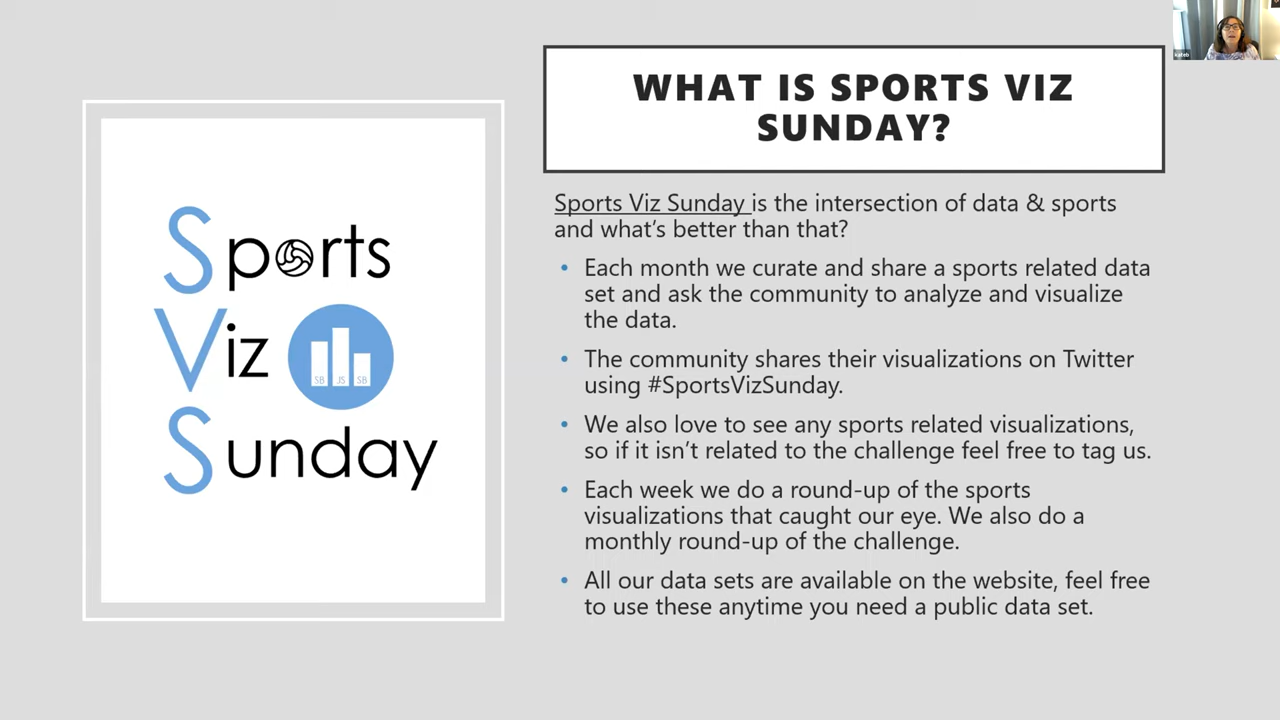 WHAT IS SPORTS VIZ
SUNDAY?
Sports
Viz
SB JS SB
Sunday
Sports Viz Sunday is the intersection of data & sports
and what's better than that?
• Each month we curate and share a sports related data
set and ask the community to analyze and visualize
the data.
• The community shares their visualizations on Twitter
using #SportsVizSunday.
• We also love to see any sports related visualizations,
so if it isn't related to the challenge feel free to tag us.
• Each week we do a round-up of the sports
visualizations that caught our eye. We also do a
monthly round-up of the challenge.
• All our data sets are available on the website, feel free
to use these anytime you need a public data set.